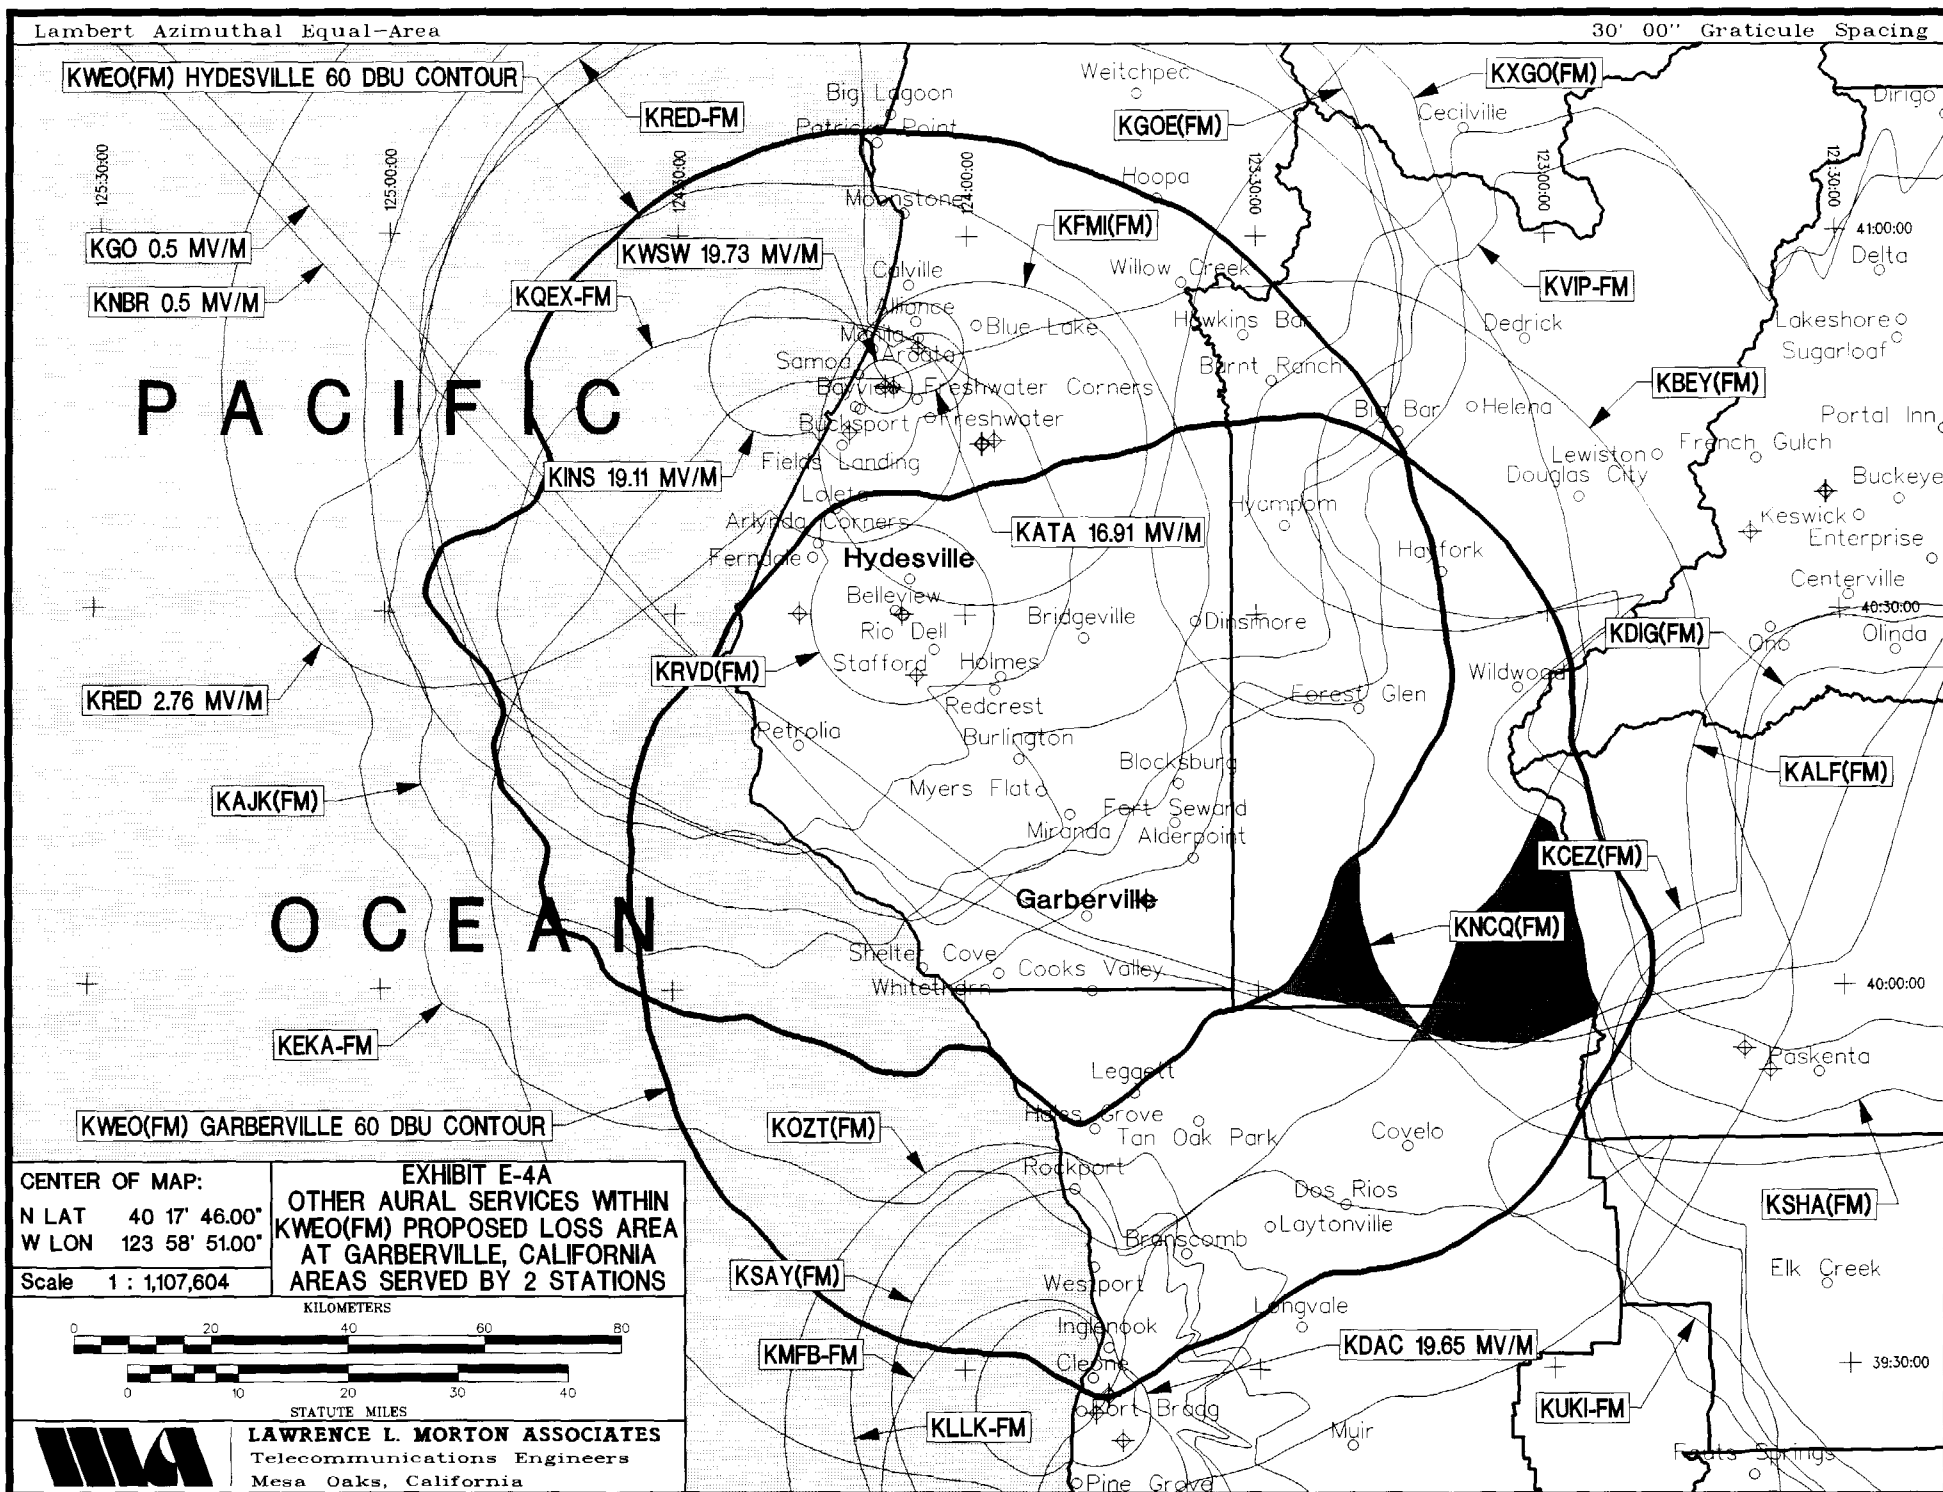 Lambert Azimuthal Equal-Area
30' 00" Graticule Spacing
KWEO(FM) HYDESVILLE 60 DBU CONTOUR
KRED-FM
Big Lagoon
Weitchpec
KGOE(FM)
KXGO(FM)
Cecilville
Dirigo
Patricks Point
125:30:00
125:00:00
124:30:00
124:00:00
123:30:00
123:00:00
Hoopa
Moonstone
KGO 0.5 MV/M
KWSW 19.73 MV/M
KFMI(FM)
41:00:00
Delta
KNBR 0.5 MV/M
KQEX-FM
Calville
Willow Creek
KVIP-FM
Alliance
Blue Lake
Hawkins Bar
Dedrick
Lakeshore
Sugarloaf
Manila
Arcata
Samoa
Burnt Ranch
KBEY(FM)
PACIFIC
Bayview
Freshwater Corners
Bucksport
Freshwater
Big Bar
Helena
Portal Inn
Fields Landing
KINS 19.11 MV/M
Lewiston
French Gulch
Douglas City
Buckeye
Loleta
Hyampom
Keswick
Arlynda Corners
KATA 16.91 MV/M
Enterprise
Ferndale
Hydesville
Hayfork
Centerville
Belleview
40:30:00
Rio Dell
Bridgeville
Dinsmore
KDIG(FM)
Ono
Olinda
Stafford
Holmes
KRVD(FM)
Wildwood
KRED 2.76 MV/M
Redcrest
Forest Glen
Petrolia
Burlington
Blocksburg
KALF(FM)
KAJK(FM)
Myers Flat
Fort Seward
Miranda
Alderpoint
KCEZ(FM)
Garberville
OCEAN
KNCQ(FM)
Shelter Cove
Cooks Valley
Whitethorn
40:00:00
KEKA-FM
Paskenta
Leggett
KWEO(FM) GARBERVILLE 60 DBU CONTOUR
KOZT(FM)
Hales Grove
Tan Oak Park
Covelo
Rockport
Dos Rios
KSHA(FM)
Laytonville
Branscomb
KSAY(FM)
Westport
Elk Creek
Longvale
Inglenook
KMFB-FM
Cleone
KDAC 19.65 MV/M
39:30:00
KLLK-FM
Fort Bragg
KUKI-FM
Muir
Fouts Springs
Pine Grove
CENTER OF MAP:
N LAT 40 17' 46.00"
W LON 123 58' 51.00"
Scale 1 : 1,107,604
EXHIBIT E-4A
OTHER AURAL SERVICES WITHIN
KWEO(FM) PROPOSED LOSS AREA
AT GARBERVILLE, CALIFORNIA
AREAS SERVED BY 2 STATIONS
KILOMETERS
0 20 40 60 80
0 10 20 30 40
STATUTE MILES
LAWRENCE L. MORTON ASSOCIATES
Telecommunications Engineers
Mesa Oaks, California